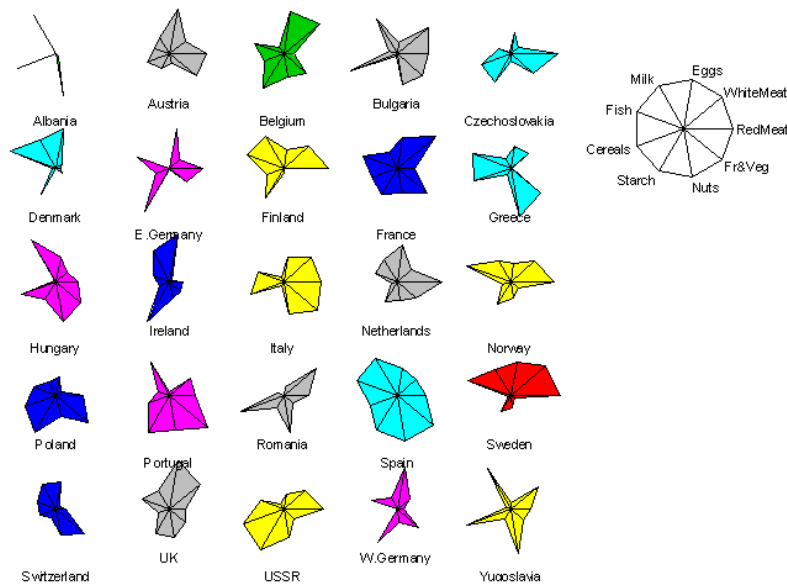 Albania
Austria
Belgium
Bulgaria
Czechoslovakia
Denmark
E.Germany
Finland
France
Greece
Hungary
Ireland
Italy
Netherlands
Norway
Poland
Portugal
Romania
Spain
Sweden
Switzerland
UK
USSR
W.Germany
Yugoslavia
Eggs
Milk
WhiteMeat
Fish
RedMeat
Cereals
Fr&Veg
Starch
Nuts